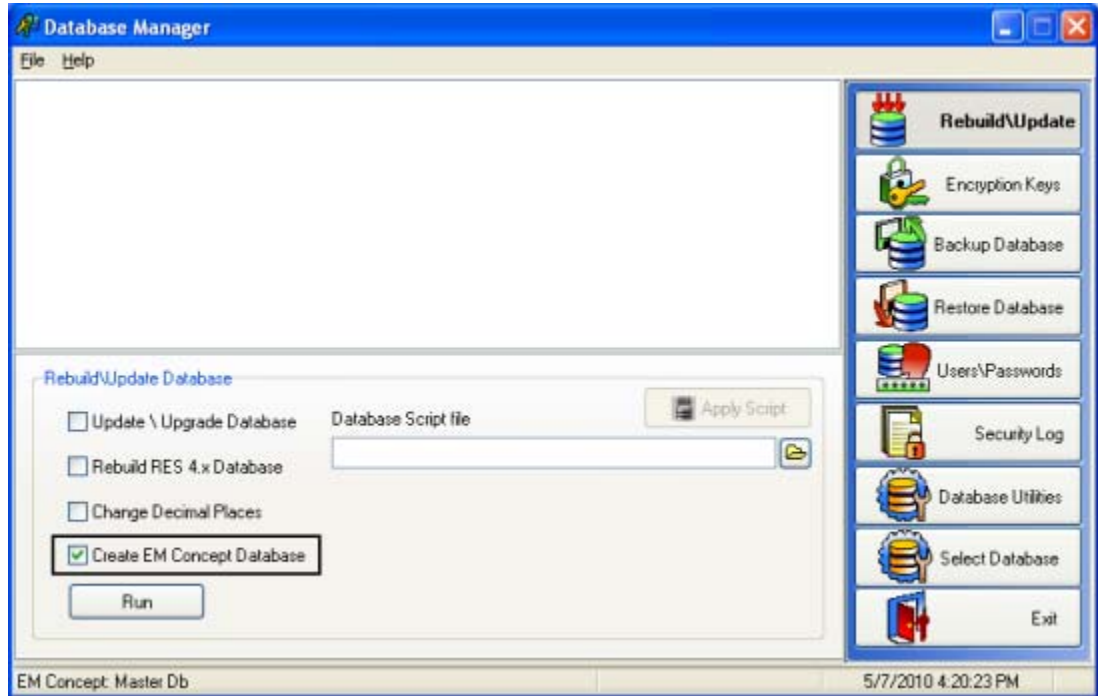 Database Manager
File Help
Rebuild\Update
Encryption Keys
Backup Database
Restore Database
Users\Passwords
Security Log
Database Utilities
Select Database
Exit
Rebuild\Update Database
Update \ Upgrade Database
Rebuild RES 4.x Database
Change Decimal Places
Create EM Concept Database
Run
Database Script file
Apply Script
EM Concept: Master Db
5/7/2010 4:20:23 PM